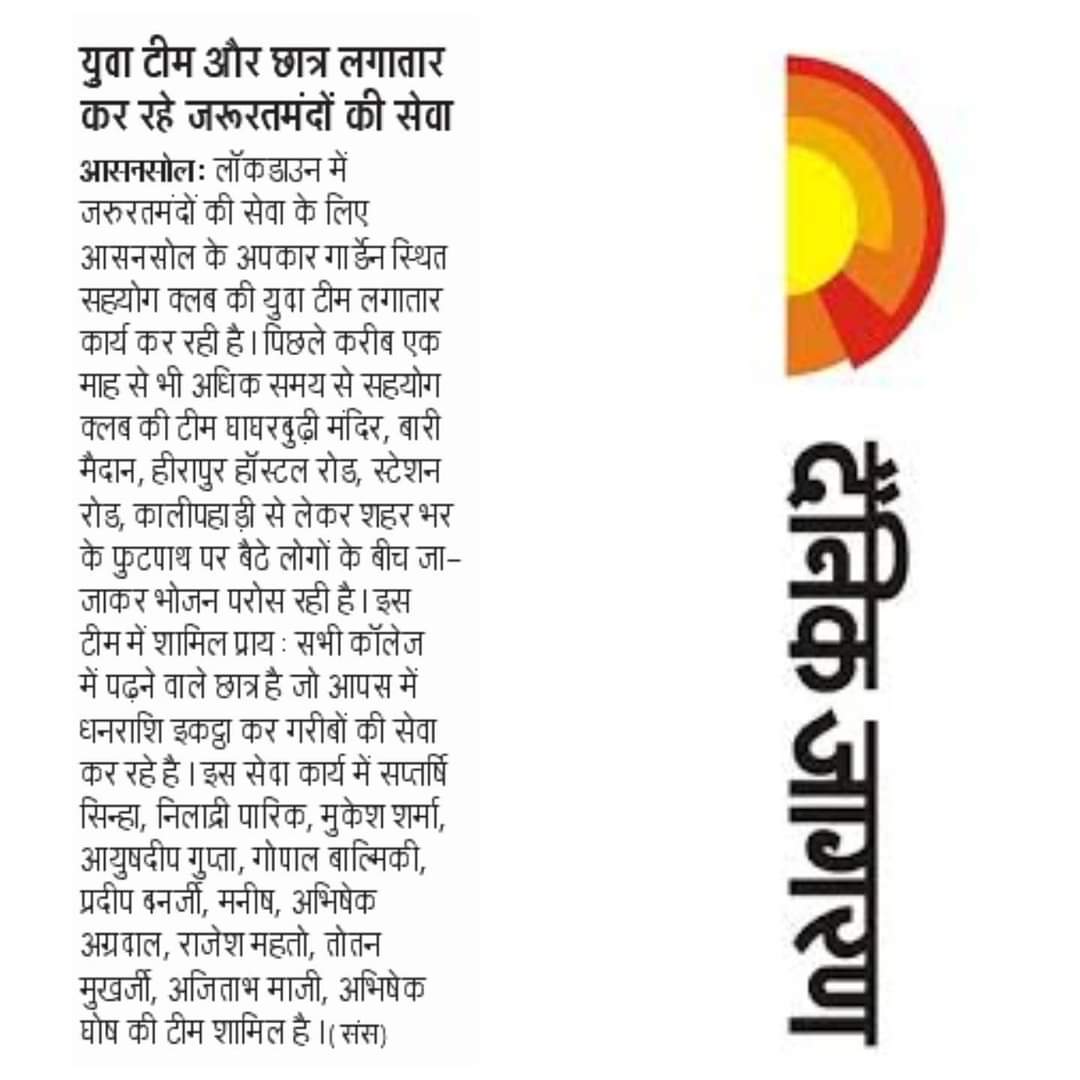 युवा टीम और छात्र लगातार
कर रहे जरूरतमंदों की सेवा
आसनसोल: लॉकडाउन में
जरुरतमंदों की सेवा के लिए
आसनसोल के अपकार गार्डेन स्थित
सहयोग क्लब की युवा टीम लगातार
कार्य कर रही है। पिछले करीब एक
माह से भी अधिक समय से सहयोग
क्लब की टीम घाघरबुढ़ी मंदिर, बारी
मैदान, हीरापुर हॉस्टल रोड, स्टेशन
रोड, कालीपहाड़ी से लेकर शहर भर
के फुटपाथ पर बैठे लोगों के बीच जा-
जाकर भोजन परोस रही है। इस
टीम में शामिल प्राय: सभी कॉलेज
में पढ़ने वाले छात्र है जो आपस में
धनराशि इकट्ठा कर गरीबों की सेवा
कर रहे है। इस सेवा कार्य में सप्तर्षि
सिन्हा, निलाद्री पारिक, मुकेश शर्मा,
आयुषदीप गुप्ता, गोपाल बाल्मिकी,
प्रदीप बनर्जी, मनीष, अभिषेक
अग्रवाल, राजेश महतो, तोतन
मुखर्जी, अजिताभ माजी, अभिषेक
घोष की टीम शामिल है।(संस)
दैनिक जागरण